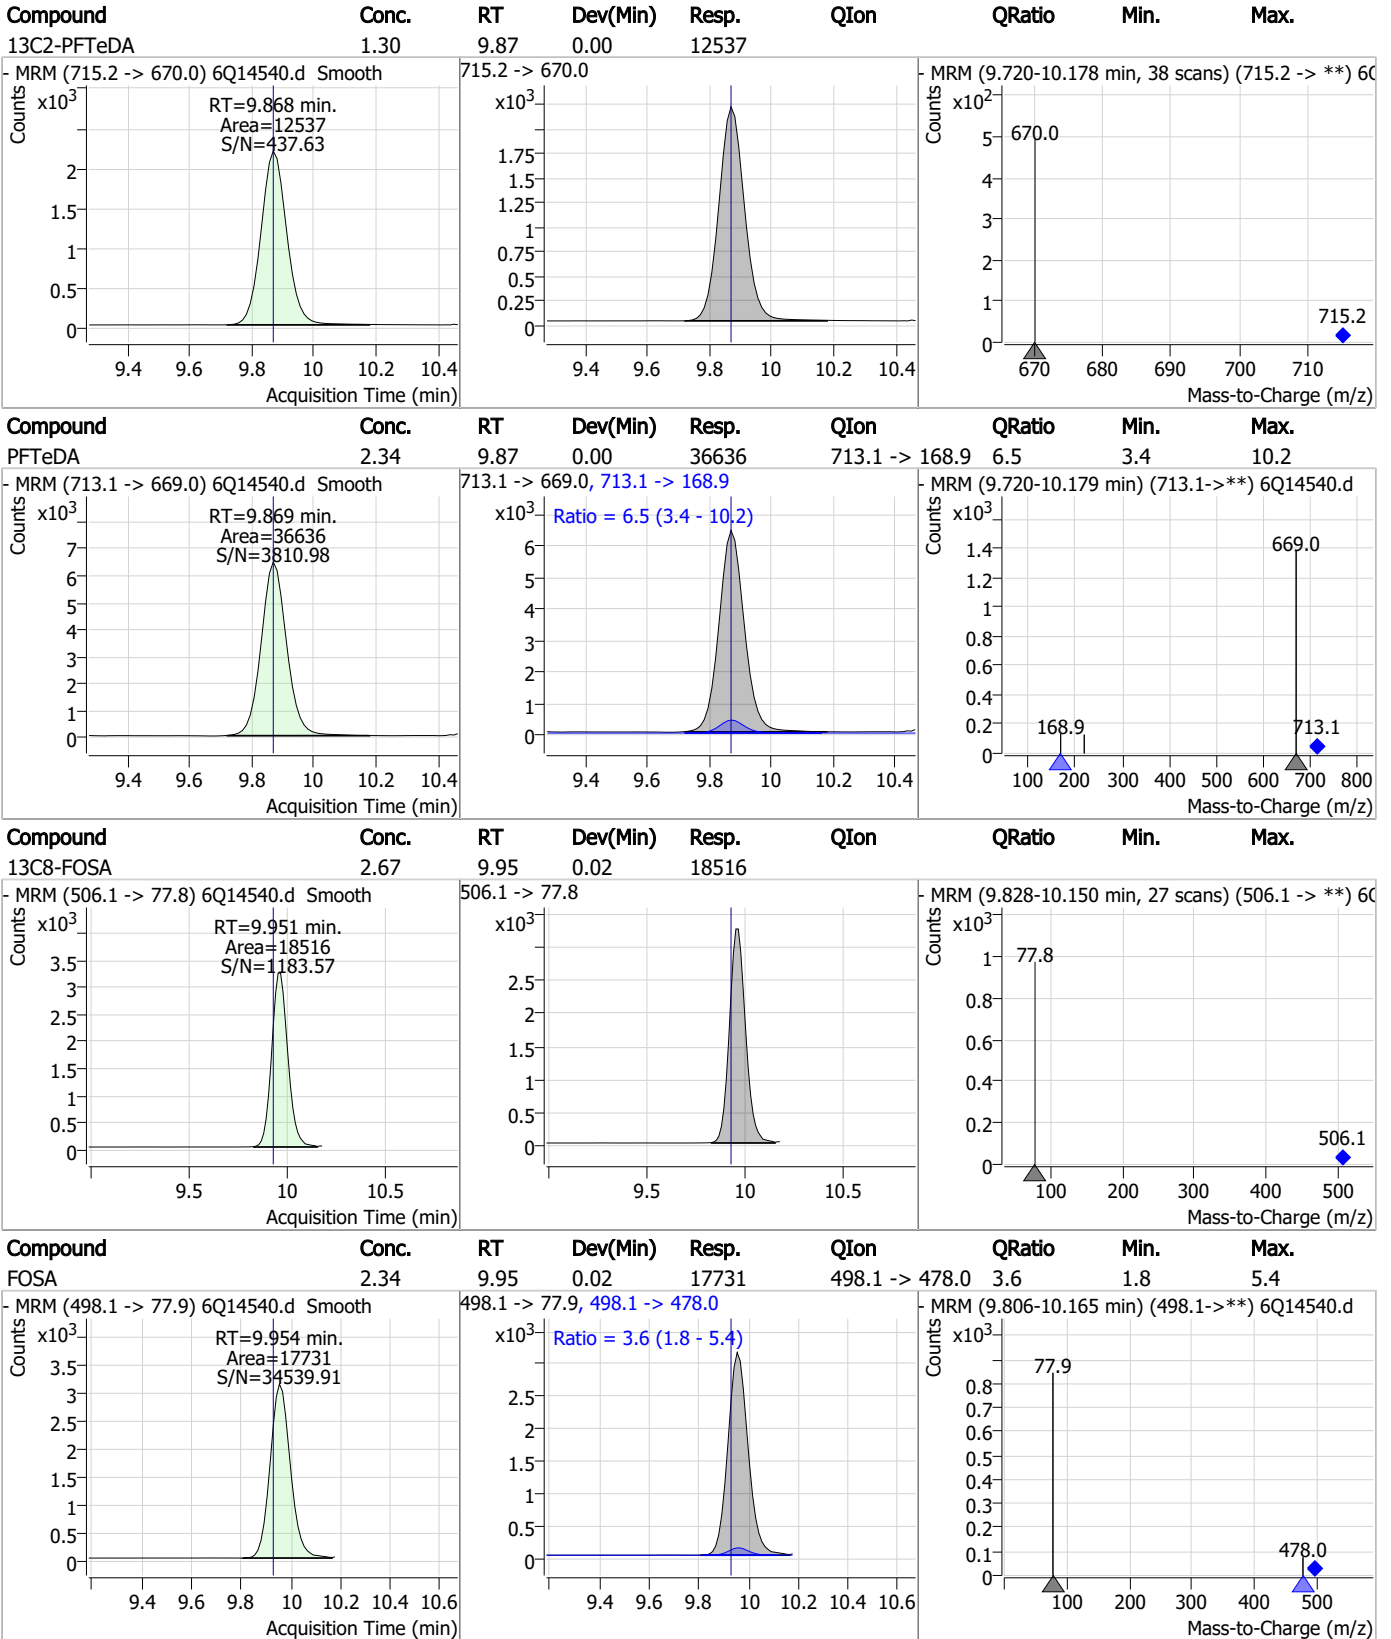 Compound Conc. RT Dev(Min) Resp. QIon QRatio Min. Max.
13C2-PFTeDA 1.30 9.87 0.00 12537
- MRM (715.2 -> 670.0) 6Q14540.d Smooth
Counts
x10³
RT=9.868 min.
Area=12537
S/N=437.63
2
1.5
1
0.5
0
9.4 9.6 9.8 10 10.2 10.4
Acquisition Time (min)
715.2 -> 670.0
x10³
1.75
1.5
1.25
1
0.75
0.5
0.25
0
9.4 9.6 9.8 10 10.2 10.4
- MRM (9.720-10.178 min, 38 scans) (715.2 -> **) 6Q
Counts
x10²
5
4
3
2
1
0
670.0
715.2
670 680 690 700 710
Mass-to-Charge (m/z)
Compound Conc. RT Dev(Min) Resp. QIon QRatio Min. Max.
PFTeDA 2.34 9.87 0.00 36636 713.1 -> 168.9 6.5 3.4 10.2
- MRM (713.1 -> 669.0) 6Q14540.d Smooth
Counts
x10³
RT=9.869 min.
Area=36636
S/N=3810.98
7
6
5
4
3
2
1
0
9.4 9.6 9.8 10 10.2 10.4
Acquisition Time (min)
713.1 -> 669.0, 713.1 -> 168.9
x10³
Ratio = 6.5 (3.4 - 10.2)
6
5
4
3
2
1
0
9.4 9.6 9.8 10 10.2 10.4
- MRM (9.720-10.179 min) (713.1->**) 6Q14540.d
Counts
x10³
1.4
1.2
1
0.8
0.6
0.4
0.2
0
669.0
168.9
713.1
100 200 300 400 500 600 700 800
Mass-to-Charge (m/z)
Compound Conc. RT Dev(Min) Resp. QIon QRatio Min. Max.
13C8-FOSA 2.67 9.95 0.02 18516
- MRM (506.1 -> 77.8) 6Q14540.d Smooth
Counts
x10³
RT=9.951 min.
Area=18516
S/N=1183.57
3.5
3
2.5
2
1.5
1
0.5
0
9.5 10 10.5
Acquisition Time (min)
506.1 -> 77.8
x10³
2.5
2
1.5
1
0.5
0
9.5 10 10.5
- MRM (9.828-10.150 min, 27 scans) (506.1 -> **) 6Q
Counts
x10³
1
0.8
0.6
0.4
0.2
0
77.8
506.1
100 200 300 400 500
Mass-to-Charge (m/z)
Compound Conc. RT Dev(Min) Resp. QIon QRatio Min. Max.
FOSA 2.34 9.95 0.02 17731 498.1 -> 478.0 3.6 1.8 5.4
- MRM (498.1 -> 77.9) 6Q14540.d Smooth
Counts
x10³
RT=9.954 min.
Area=17731
S/N=34539.91
3.5
3
2.5
2
1.5
1
0.5
0
9.4 9.6 9.8 10 10.2 10.4 10.6
Acquisition Time (min)
498.1 -> 77.9, 498.1 -> 478.0
x10³
Ratio = 3.6 (1.8 - 5.4)
2.5
2
1.5
1
0.5
0
9.4 9.6 9.8 10 10.2 10.4 10.6
- MRM (9.806-10.165 min) (498.1->**) 6Q14540.d
Counts
x10³
0.8
0.7
0.6
0.5
0.4
0.3
0.2
0.1
0
77.9
478.0
100 200 300 400 500
Mass-to-Charge (m/z)